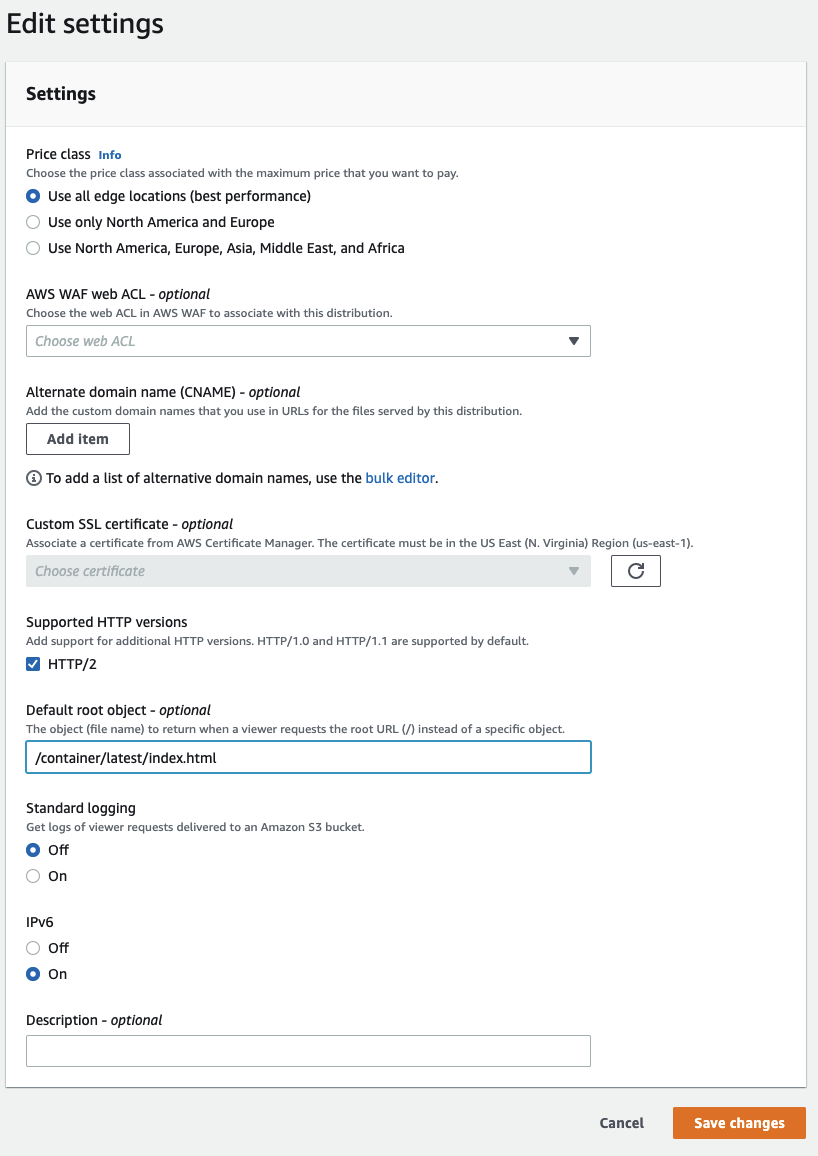 Edit settings
Settings
Price class Info
Choose the price class associated with the maximum price that you want to pay.
Use all edge locations (best performance)
Use only North America and Europe
Use North America, Europe, Asia, Middle East, and Africa
AWS WAF web ACL - optional
Choose the web ACL in AWS WAF to associate with this distribution.
Choose web ACL
Alternate domain name (CNAME) - optional
Add the custom domain names that you use in URLs for the files served by this distribution.
Add item
To add a list of alternative domain names, use the bulk editor.
Custom SSL certificate - optional
Associate a certificate from AWS Certificate Manager. The certificate must be in the US East (N. Virginia) Region (us-east-1).
Choose certificate
Supported HTTP versions
Add support for additional HTTP versions. HTTP/1.0 and HTTP/1.1 are supported by default.
HTTP/2
Default root object - optional
The object (file name) to return when a viewer requests the root URL (/) instead of a specific object.
/container/latest/index.html
Standard logging
Get logs of viewer requests delivered to an Amazon S3 bucket.
Off
On
IPv6
Off
On
Description - optional
Cancel Save changes